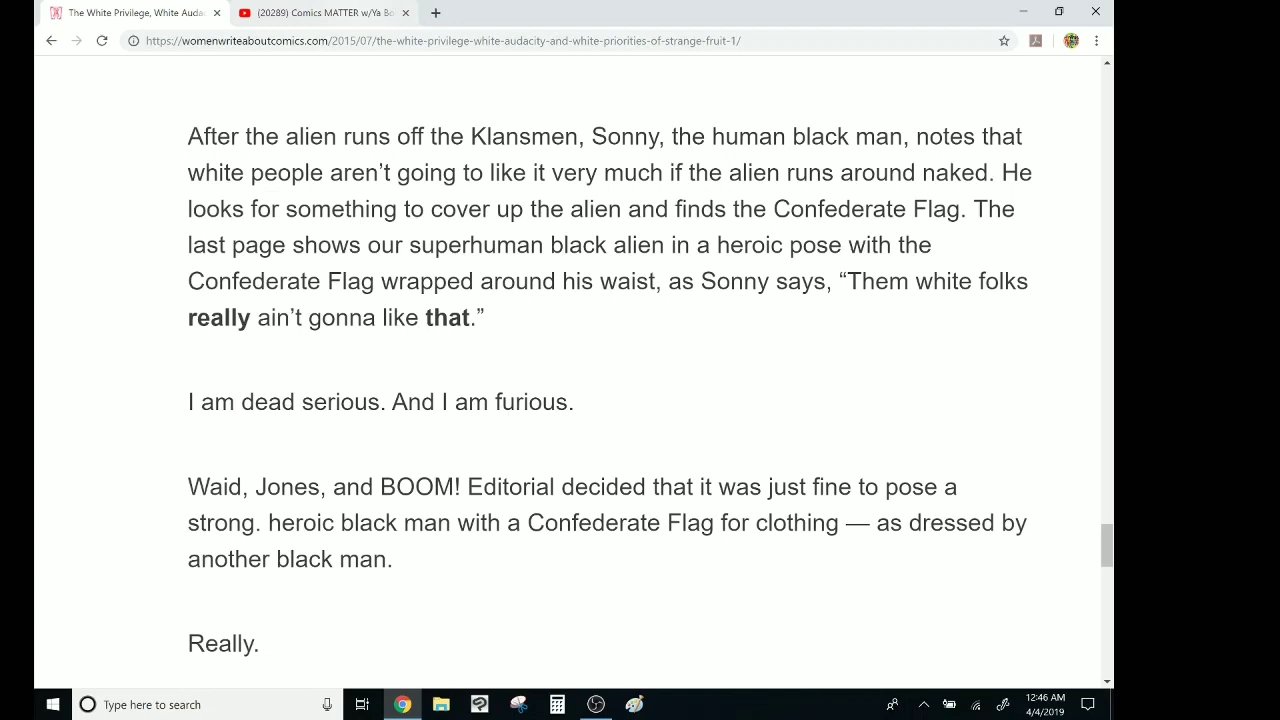 The White Privilege, White Auda
(20289) Comics MATTER w/Ya Bo
https://womenwriteaboutcomics.com/2015/07/the-white-privilege-white-audacity-and-white-priorities-of-strange-fruit-1/
After the alien runs off the Klansmen, Sonny, the human black man, notes that
white people aren’t going to like it very much if the alien runs around naked. He
looks for something to cover up the alien and finds the Confederate Flag. The
last page shows our superhuman black alien in a heroic pose with the
Confederate Flag wrapped around his waist, as Sonny says, “Them white folks
really ain’t gonna like that.”
I am dead serious. And I am furious.
Waid, Jones, and BOOM! Editorial decided that it was just fine to pose a
strong. heroic black man with a Confederate Flag for clothing — as dressed by
another black man.
Really.
Type here to search
12:46 AM
4/4/2019